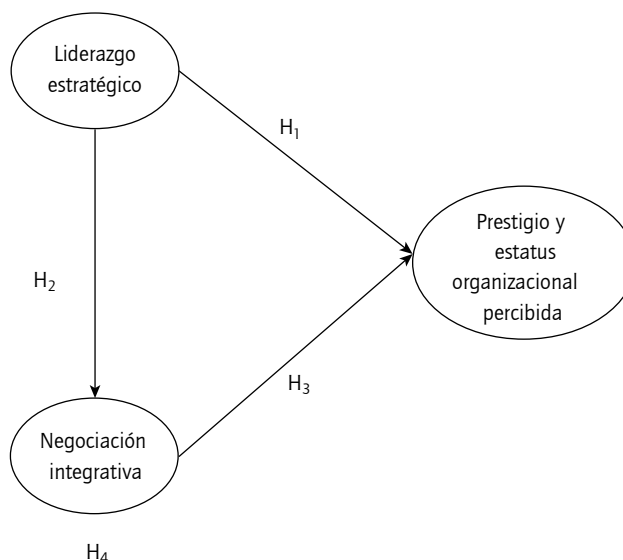 Liderazgo
estratégico
H₁
Prestigio y
estatus
organizacional
percibida
H₂
H₃
Negociación
integrativa
H₄